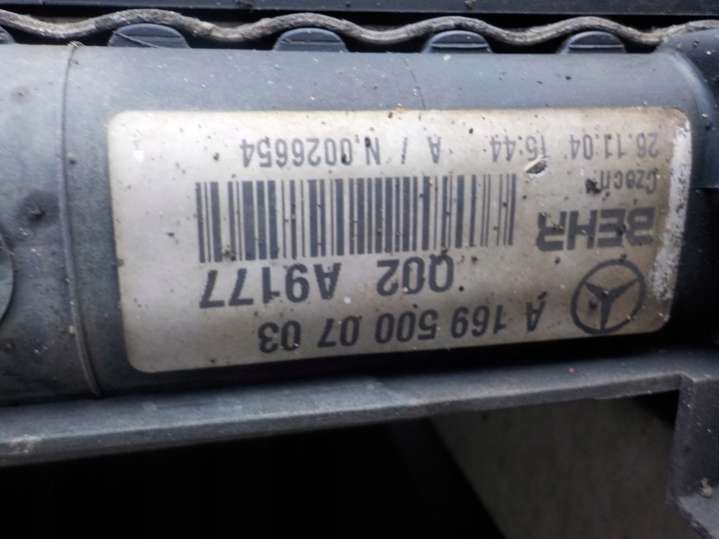 A 169 500 07 03
Q02 A9177
BEHR
Czech
26.11.04 15:44 A / N.0026654